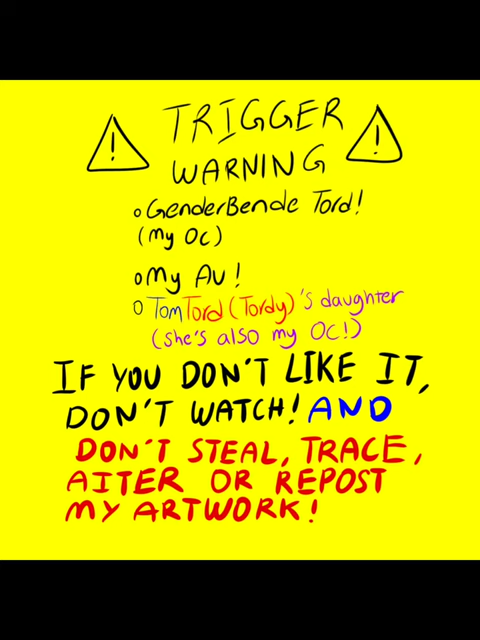 ! TRIGGER !
WARNING
o GenderBende Tord!
(My Oc)
o My Au!
o TomTord (Tordy)'s daughter
(she's also my OC!)
IF YOU DON'T LIKE IT,
DON'T WATCH! AND
DON'T STEAL, TRACE,
AlTER OR REPOST
MY ARTWORK!